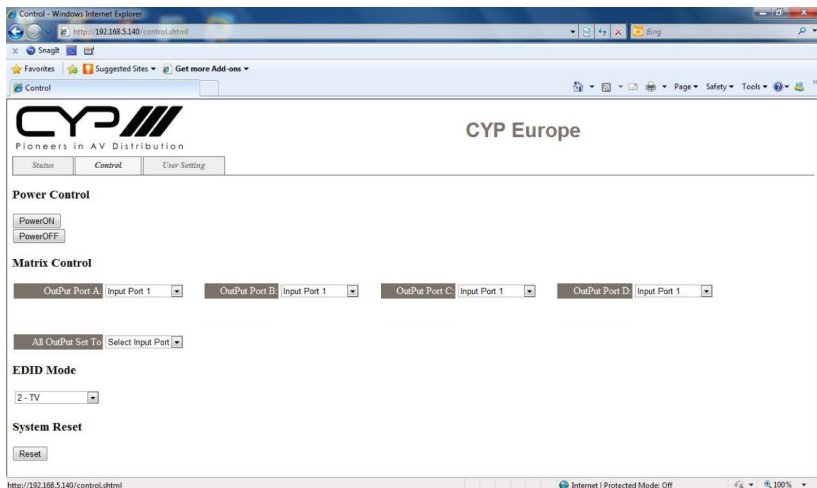 Control - Windows Internet Explorer
http://192.168.5.140/control.shtml
Bing
x SnagIt
Favorites Suggested Sites Get more Add-ons
Control
Page Safety Tools
CYP
Pioneers in AV Distribution
CYP Europe
Status Control User Setting
Power Control
PowerON
PowerOFF
Matrix Control
OutPut Port A: Input Port 1 OutPut Port B: Input Port 1 OutPut Port C: Input Port 1 OutPut Port D: Input Port 1
All OutPut Set To Select Input Port
EDID Mode
2 - TV
System Reset
Reset
http://192.168.5.140/control.shtml Internet | Protected Mode: Off 100%